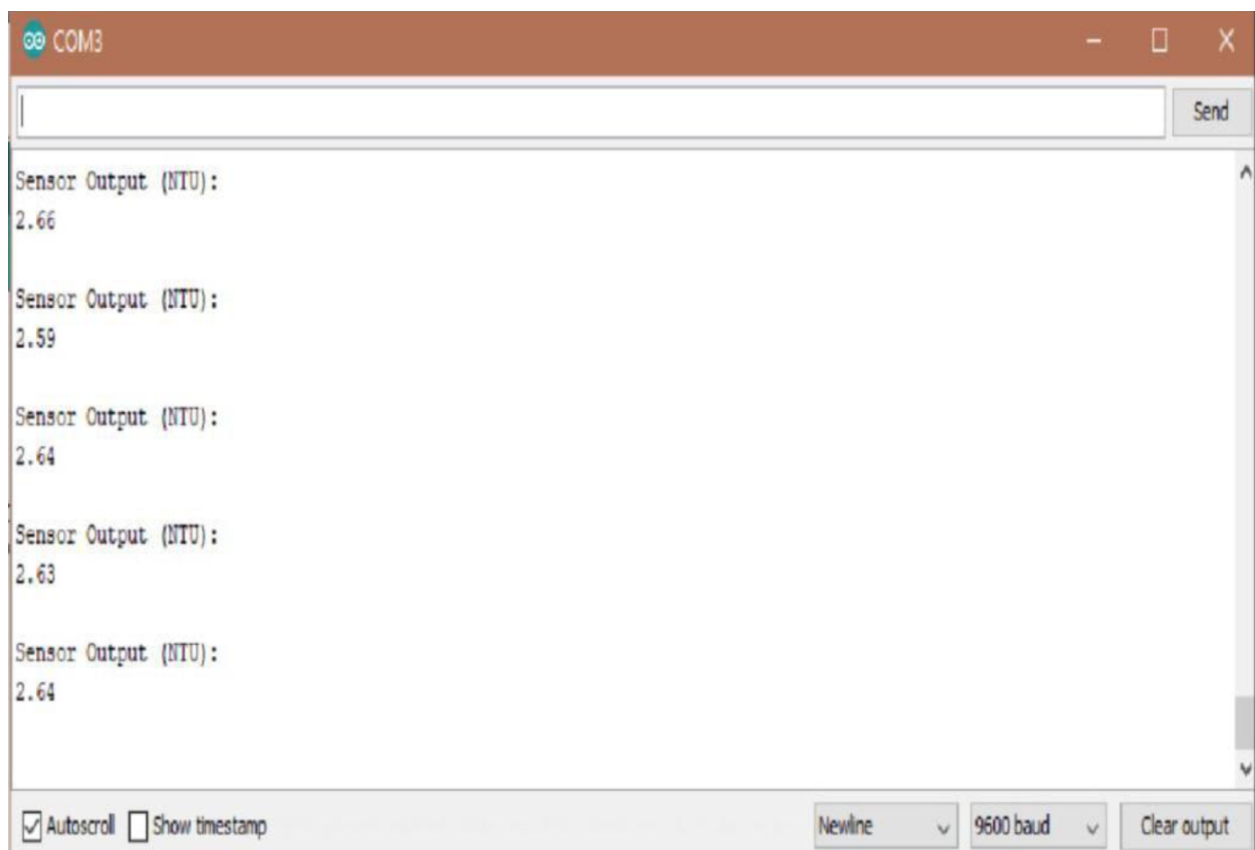 COM3
Send
Sensor Output (NTU):
2.66
Sensor Output (NTU):
2.59
Sensor Output (NTU):
2.64
Sensor Output (NTU):
2.63
Sensor Output (NTU):
2.64
Autoscroll Show timestamp Newline 9600 baud Clear output